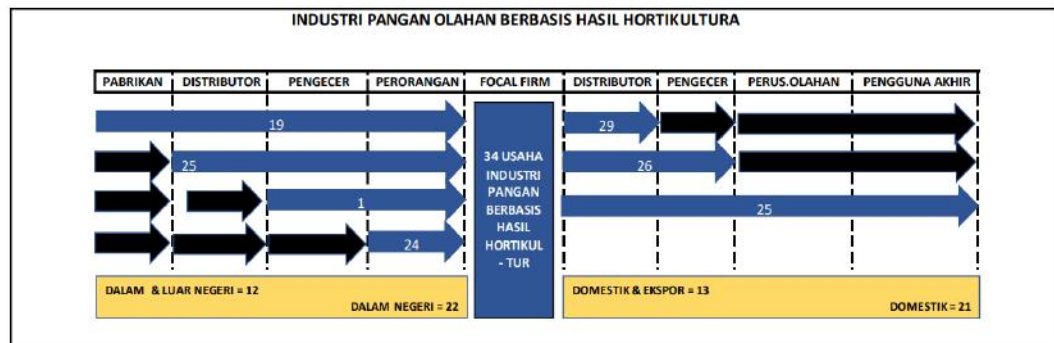 INDUSTRI PANGAN OLAHAN BERBASIS HASIL HORTIKULTURA
PABRIKAN DISTRIBUTOR PENGECER PERORANGAN FOCAL FIRM DISTRIBUTOR PENGECER PERUS.OLAHAN PENGGUNA AKHIR
19
29
25
26
1
25
24
34 USAHA
INDUSTRI
PANGAN
BERBASIS
HASIL
HORTIKUL
- TUR
DALAM & LUAR NEGERI = 12
DALAM NEGERI = 22
DOMESTIK & EKSPOR = 13
DOMESTIK = 21